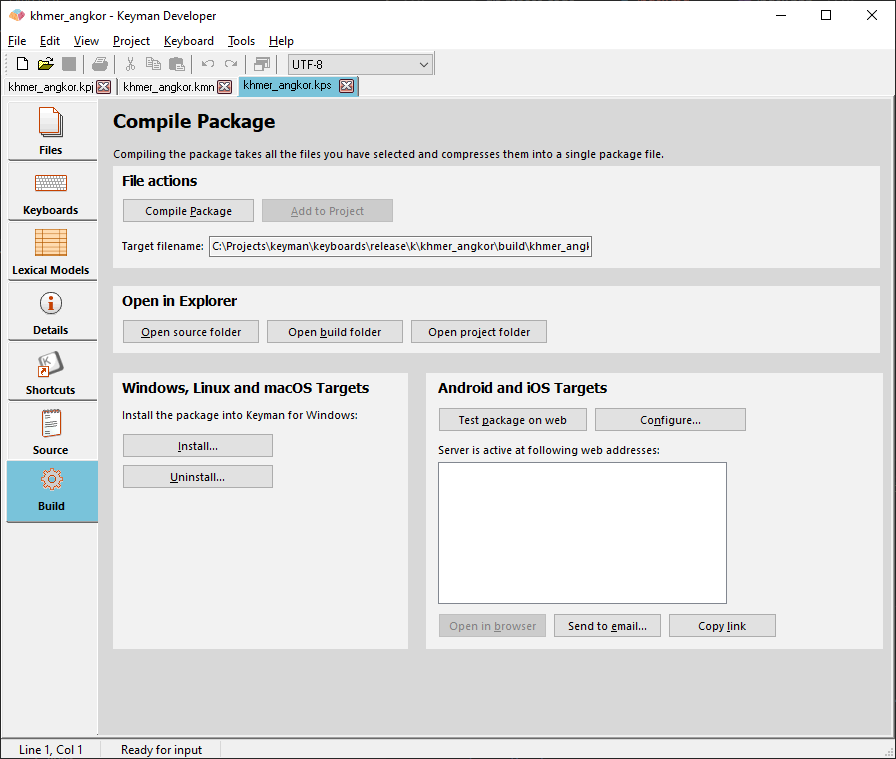 khmer_angkor - Keyman Developer
File Edit View Project Keyboard Tools Help
UTF-8
khmer_angkor.kpj khmer_angkor.kmn khmer_angkor.kps
Files
Keyboards
Lexical Models
Details
Shortcuts
Source
Build
Compile Package
Compiling the package takes all the files you have selected and compresses them into a single package file.
File actions
Compile Package Add to Project
Target filename: C:\Projects\keyman\keyboards\release\k\khmer_angkor\build\khmer_angk
Open in Explorer
Open source folder Open build folder Open project folder
Windows, Linux and macOS Targets
Install the package into Keyman for Windows:
Install...
Uninstall...
Android and iOS Targets
Test package on web Configure...
Server is active at following web addresses:
Open in browser Send to email... Copy link
Line 1, Col 1 Ready for input